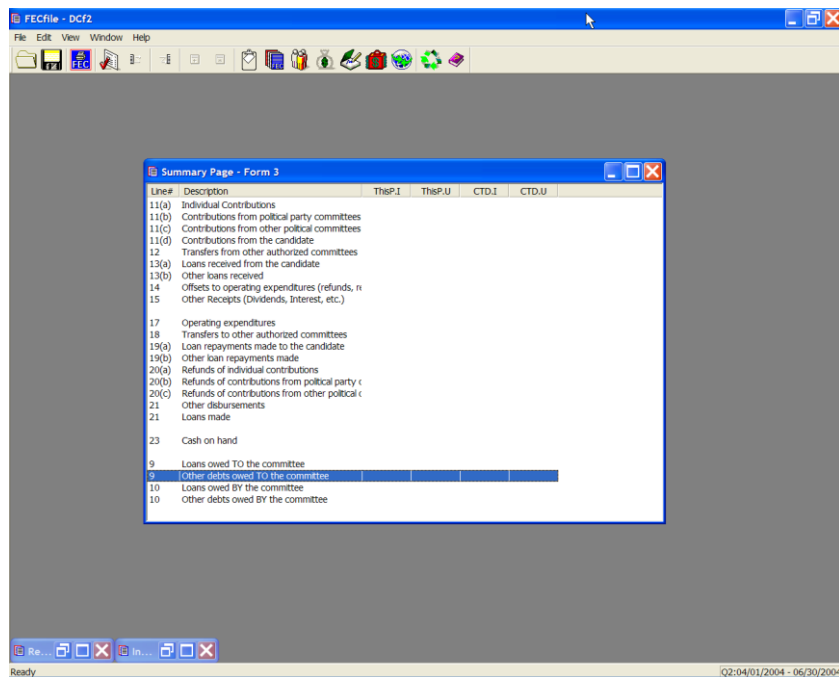 FECfile - DCf2
File Edit View Window Help
FEC
Summary Page - Form 3
Line# Description ThisP.I ThisP.U CTD.I CTD.U
11(a) Individual Contributions
11(b) Contributions from political party committees
11(c) Contributions from other political committees
11(d) Contributions from the candidate
12 Transfers from other authorized committees
13(a) Loans received from the candidate
13(b) Other loans received
14 Offsets to operating expenditures (refunds, re
15 Other Receipts (Dividends, Interest, etc.)
17 Operating expenditures
18 Transfers to other authorized committees
19(a) Loan repayments made to the candidate
19(b) Other loan repayments made
20(a) Refunds of individual contributions
20(b) Refunds of contributions from political party c
20(c) Refunds of contributions from other political c
21 Other disbursements
21 Loans made
23 Cash on hand
9 Loans owed TO the committee
9 Other debts owed TO the committee
10 Loans owed BY the committee
10 Other debts owed BY the committee
Re... In...
Ready Q2:04/01/2004 - 06/30/2004